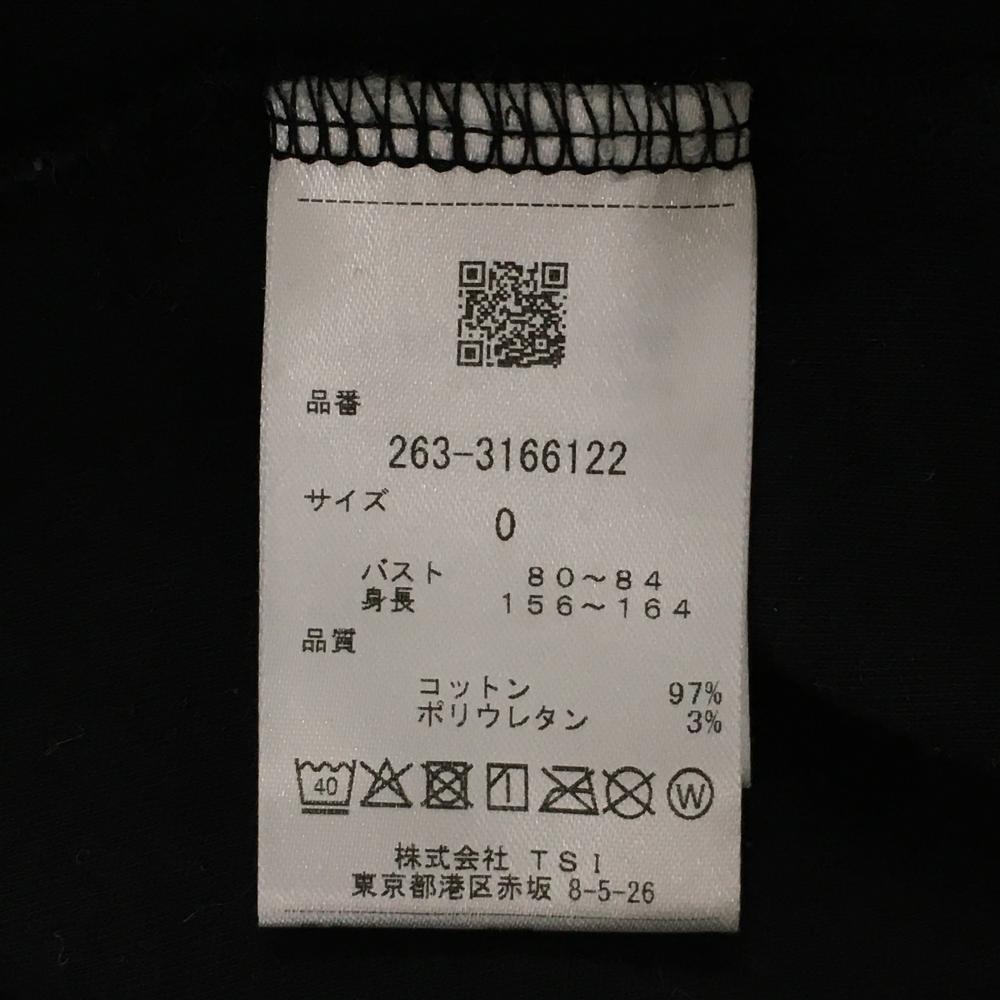 品番
263-3166122
サイズ
0
バスト 80~84
身長 156~164
品質
コットン 97%
ポリウレタン 3%
40 W
株式会社 TSI
東京都港区赤坂 8-5-26